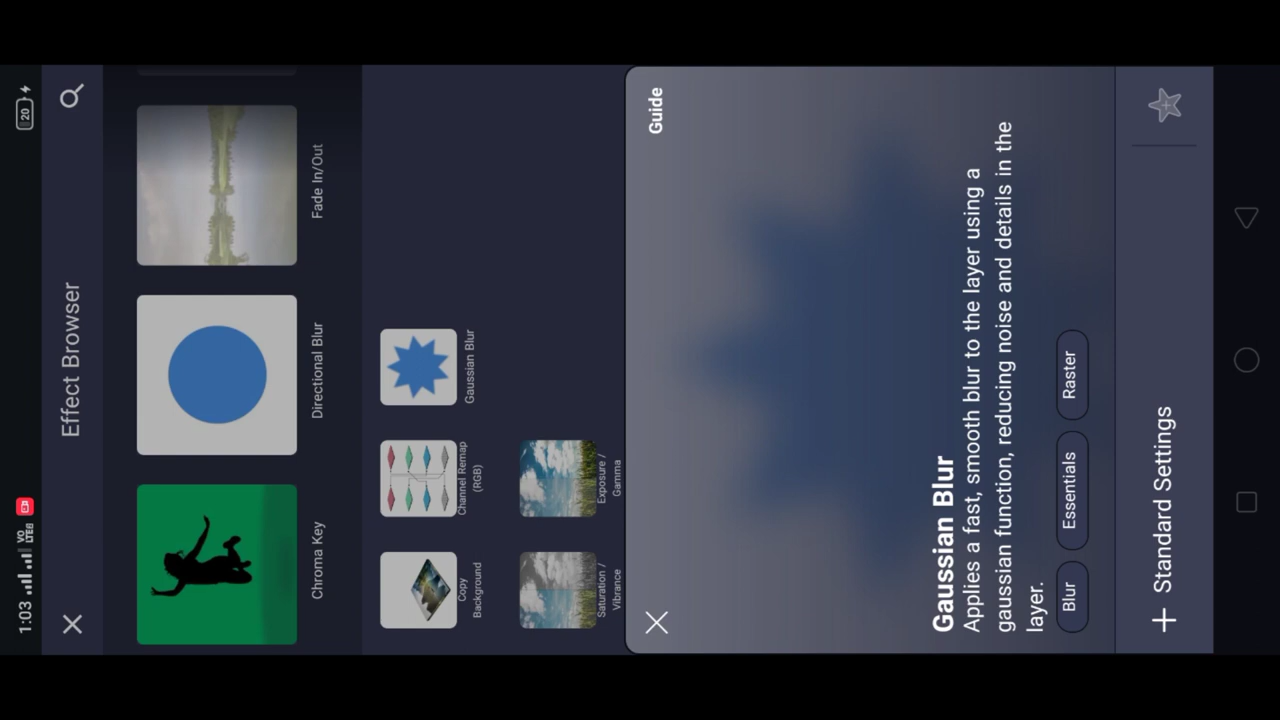 1:03
VO
LTE
20
Effect Browser
Chroma Key
Directional Blur
Fade In/Out
Copy
Background
Channel Remap
(RGB)
Gaussian Blur
Saturation /
Vibrance
Exposure /
Gamma
Guide
Gaussian Blur
Applies a fast, smooth blur to the layer using a
gaussian function, reducing noise and details in the
layer.
Blur
Essentials
Raster
Standard Settings